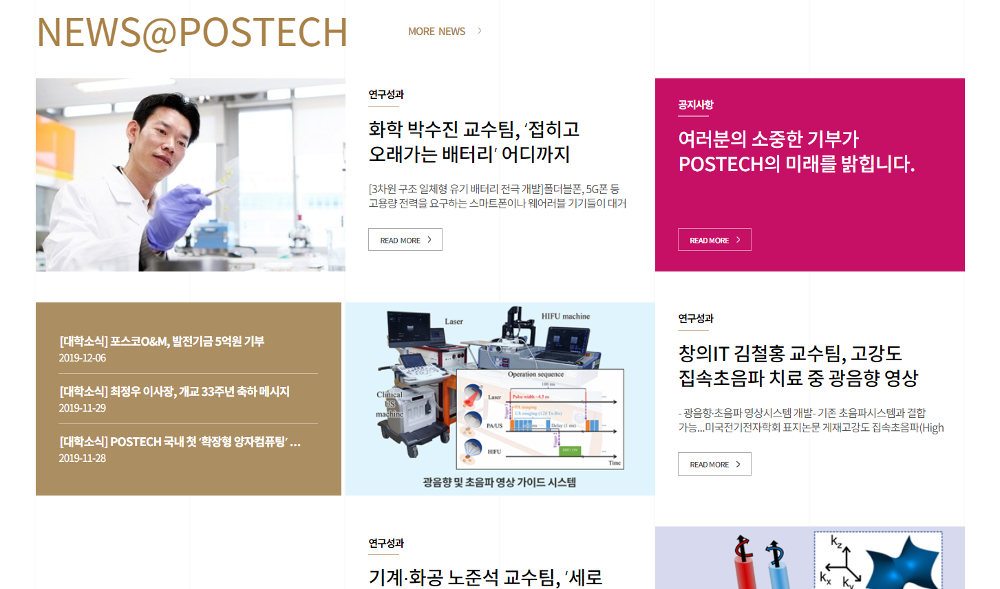 NEWS@POSTECH
MORE NEWS
연구성과
화학 박수진 교수팀, ‘접히고
오래가는 배터리’ 어디까지
[3차원 구조 일체형 유기 배터리 전극 개발]폴더블폰, 5G폰 등
고용량 전력을 요구하는 스마트폰이나 웨어러블 기기들이 대거
READ MORE
공지사항
여러분의 소중한 기부가
POSTECH의 미래를 밝힙니다.
READ MORE
[대학소식] 포스코O&M, 발전기금 5억원 기부
2019-12-06
[대학소식] 최정우 이사장, 개교 33주년 축하 메시지
2019-11-29
[대학소식] POSTECH 국내 첫 ‘확장형 양자컴퓨팅’ ...
2019-11-28
Laser
HIFU machine
Clinical
US
machine
Operation sequence
100 ms
Laser
Pulse width ~4.5 ns
Trigger 1
PA imaging
US imaging (128 Tx-Rx)
PA/US
Delay (1 ms)
Trigger 2
HIFU
HIFU ON
Time
광음향 및 초음파 영상 가이드 시스템
연구성과
창의IT 김철홍 교수팀, 고강도
집속초음파 치료 중 광음향 영상
- 광음향·초음파 영상시스템 개발- 기존 초음파시스템과 결합
가능...미국전기전자학회 표지논문 게재고강도 집속초음파(High
READ MORE
연구성과
기계·화공 노준석 교수팀, ‘세로
kz
kx
ky